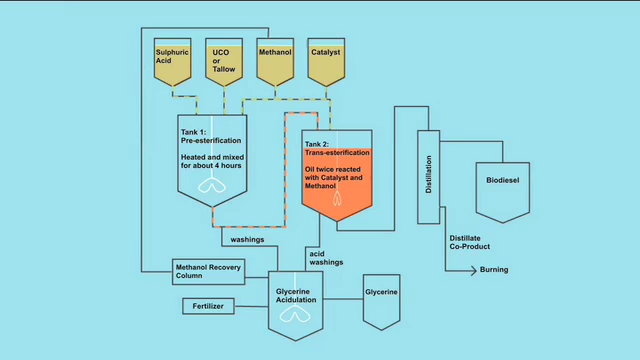 Sulphuric
Acid
UCO
or
Tallow
Methanol
Catalyst
Tank 1:
Pre-esterification
Heated and mixed
for about 4 hours
Tank 2:
Trans-esterification
Oil twice reacted
with Catalyst and
Methanol
Distillation
Biodiesel
Distillate
Co-Product
Burning
washings
acid
washings
Methanol Recovery
Column
Fertilizer
Glycerine
Acidulation
Glycerine